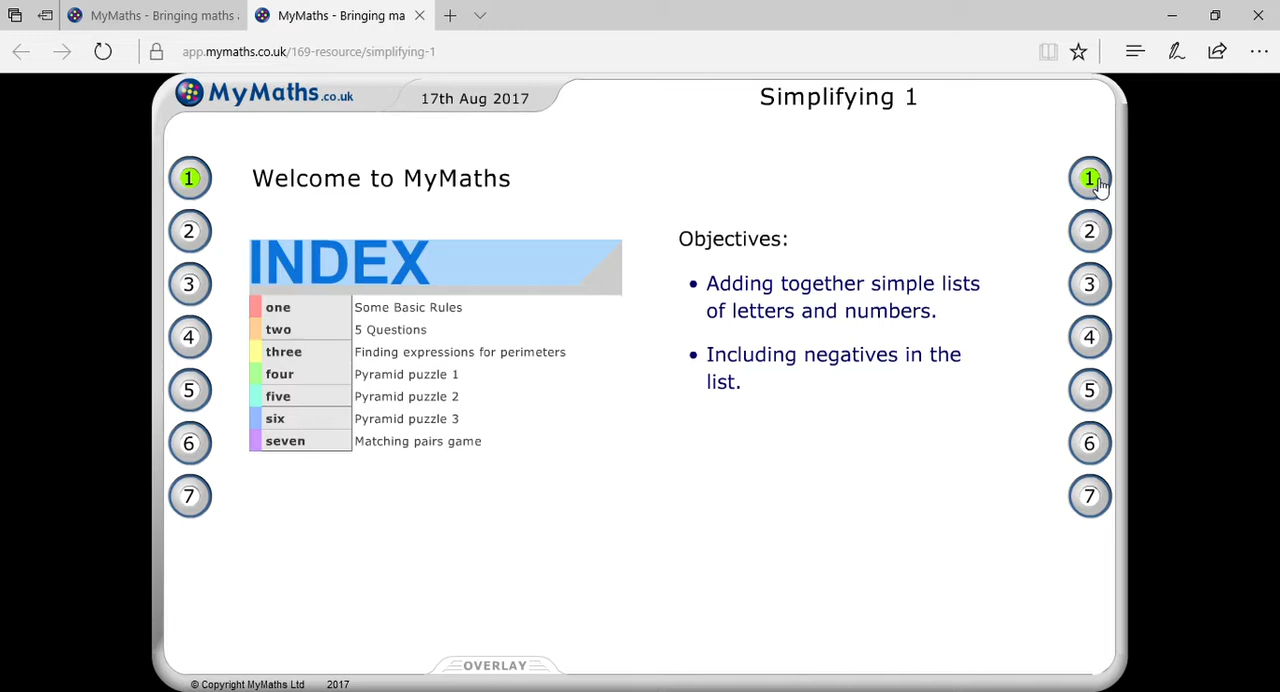 MyMaths - Bringing maths
MyMaths - Bringing ma
app.mymaths.co.uk/169-resource/simplifying-1
MyMaths.co.uk
17th Aug 2017
Simplifying 1
1
Welcome to MyMaths
1
2
2
Objectives:
INDEX
3
• Adding together simple lists
3
of letters and numbers.
one Some Basic Rules
two 5 Questions
4
4
three Finding expressions for perimeters
• Including negatives in the
list.
four Pyramid puzzle 1
5
5
five Pyramid puzzle 2
six Pyramid puzzle 3
6
seven Matching pairs game
6
7
7
OVERLAY
© Copyright MyMaths Ltd 2017